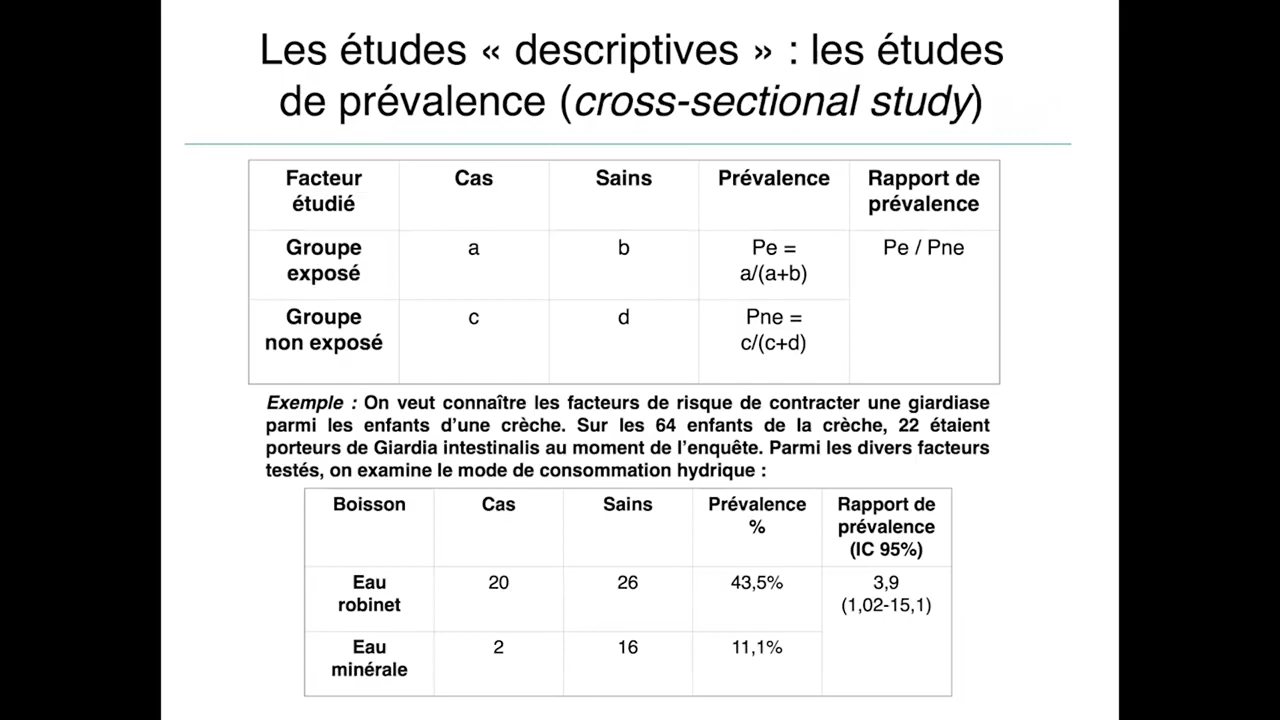 Les études « descriptives » : les études
de prévalence (cross-sectional study)
Facteur étudié Cas Sains Prévalence Rapport de prévalence
Groupe exposé a b Pe = a/(a+b) Pe / Pne
Groupe non exposé c d Pne = c/(c+d)
Exemple : On veut connaître les facteurs de risque de contracter une giardiase
parmi les enfants d’une crèche. Sur les 64 enfants de la crèche, 22 étaient
porteurs de Giardia intestinalis au moment de l’enquête. Parmi les divers facteurs
testés, on examine le mode de consommation hydrique :
Boisson Cas Sains Prévalence % Rapport de prévalence (IC 95%)
Eau robinet 20 26 43,5% 3,9 (1,02-15,1)
Eau minérale 2 16 11,1%